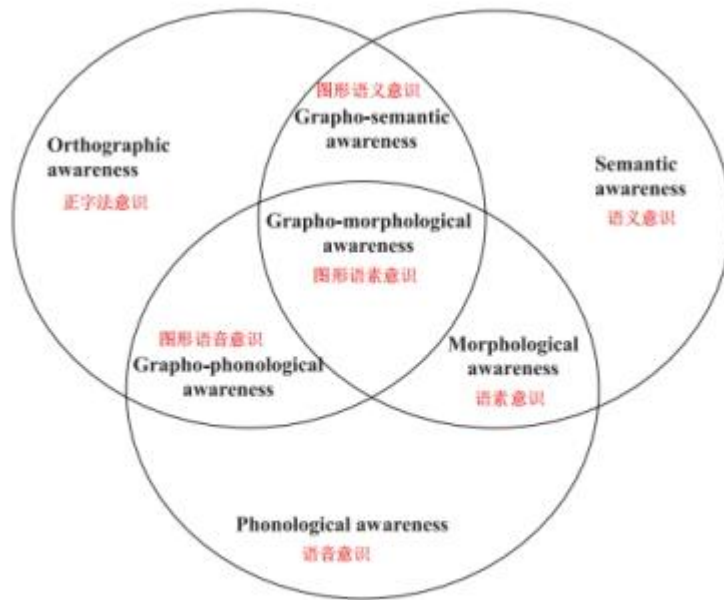 图形语义意识
Grapho-semantic
awareness
Orthographic
awareness
正字法意识
Semantic
awareness
语义意识
Grapho-morphological
awareness
图形语素意识
图形语音意识
Grapho-phonological
awareness
Morphological
awareness
语素意识
Phonological awareness
语音意识